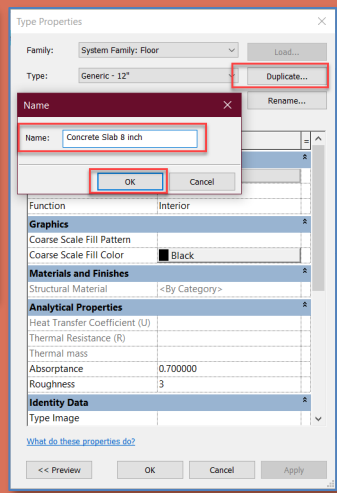 Type Properties
Family: System Family: Floor Load...
Type: Generic - 12" Duplicate...
Rename...
Name
Name: Concrete Slab 8 inch
OK Cancel
=
Function Interior
Graphics
Coarse Scale Fill Pattern
Coarse Scale Fill Color Black
Materials and Finishes
Structural Material <By Category>
Analytical Properties
Heat Transfer Coefficient (U)
Thermal Resistance (R)
Thermal mass
Absorptance 0.700000
Roughness 3
Identity Data
Type Image
What do these properties do?
<< Preview OK Cancel Apply